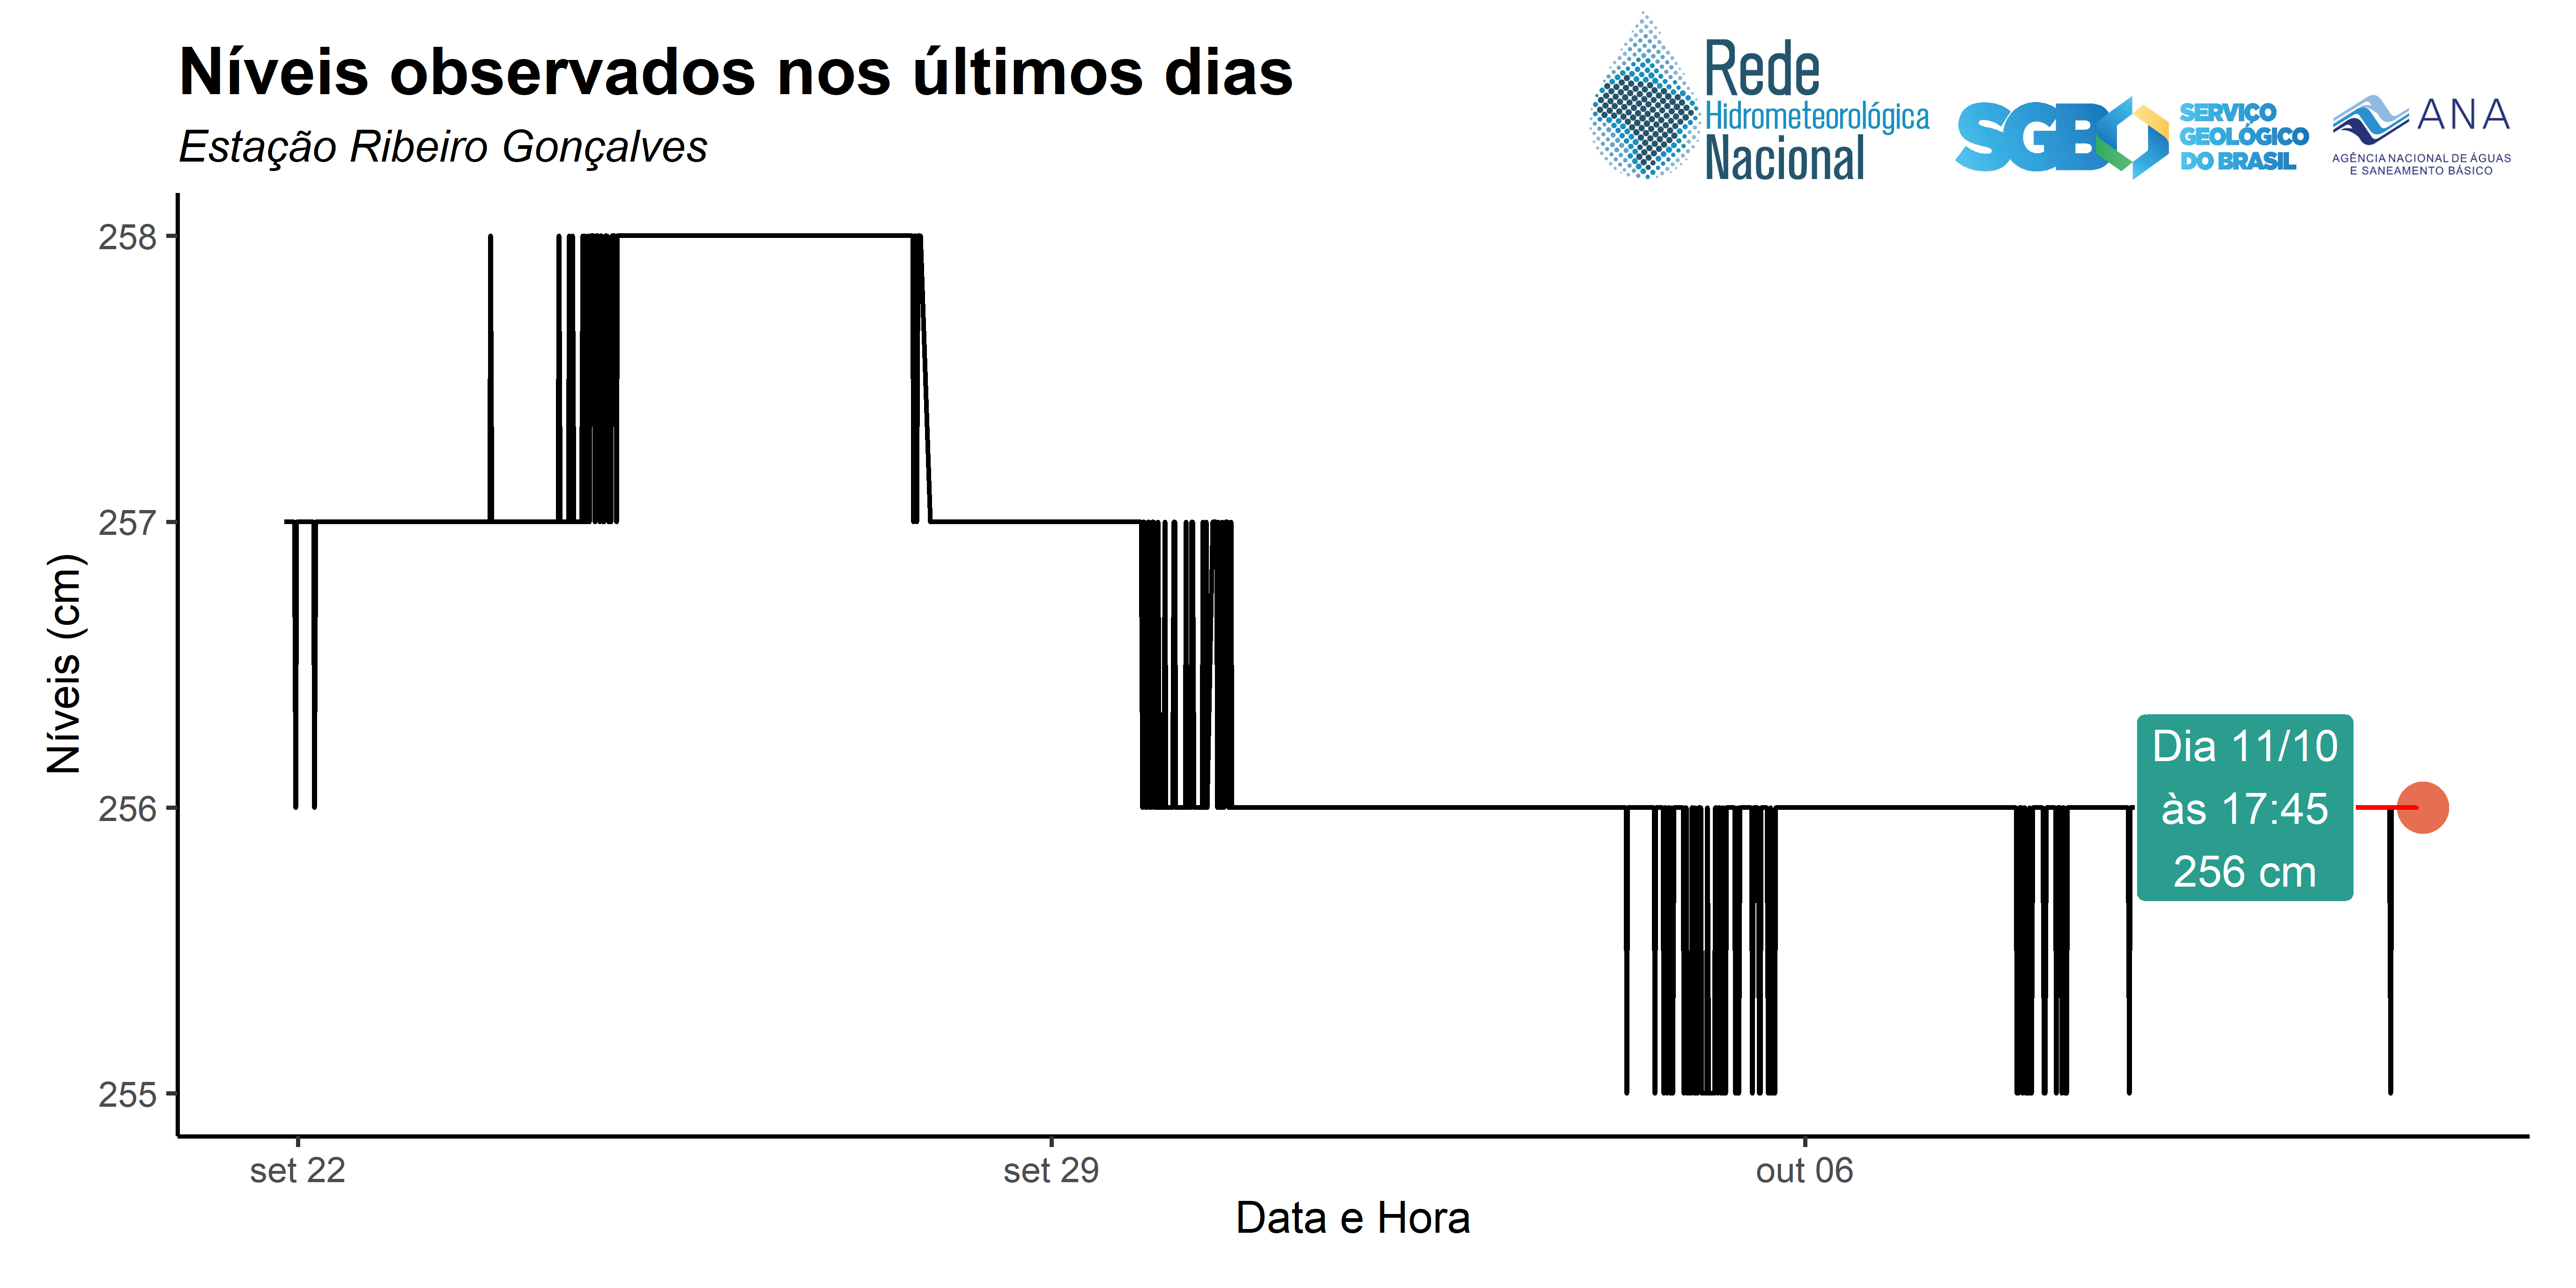 Níveis observados nos últimos dias
Estação Ribeiro Gonçalves
Rede
Hidrometeorológica
Nacional
SGB
SERVIÇO
GEOLÓGICO
DO BRASIL
ANA
AGÊNCIA NACIONAL DE ÁGUAS
E SANEAMENTO BÁSICO
Níveis (cm)
258
257
256
255
Dia 11/10
às 17:45
256 cm
set 22
set 29
out 06
Data e Hora